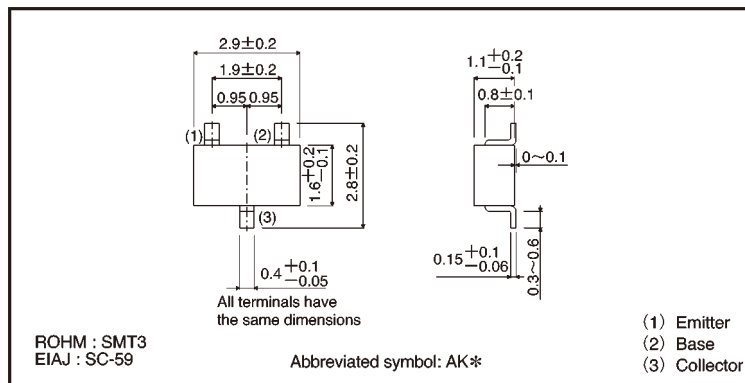 2.9±0.2
1.9±0.2
0.95 0.95
(1)
(2)
(3)
1.6 +0.2 −0.1
2.8±0.2
0.4 +0.1 −0.05
All terminals have
the same dimensions
1.1 +0.2 −0.1
0.8±0.1
0~0.1
0.15 +0.1 −0.06
0.3~0.6
ROHM : SMT3
EIAJ : SC-59
Abbreviated symbol: AK*
(1) Emitter
(2) Base
(3) Collector